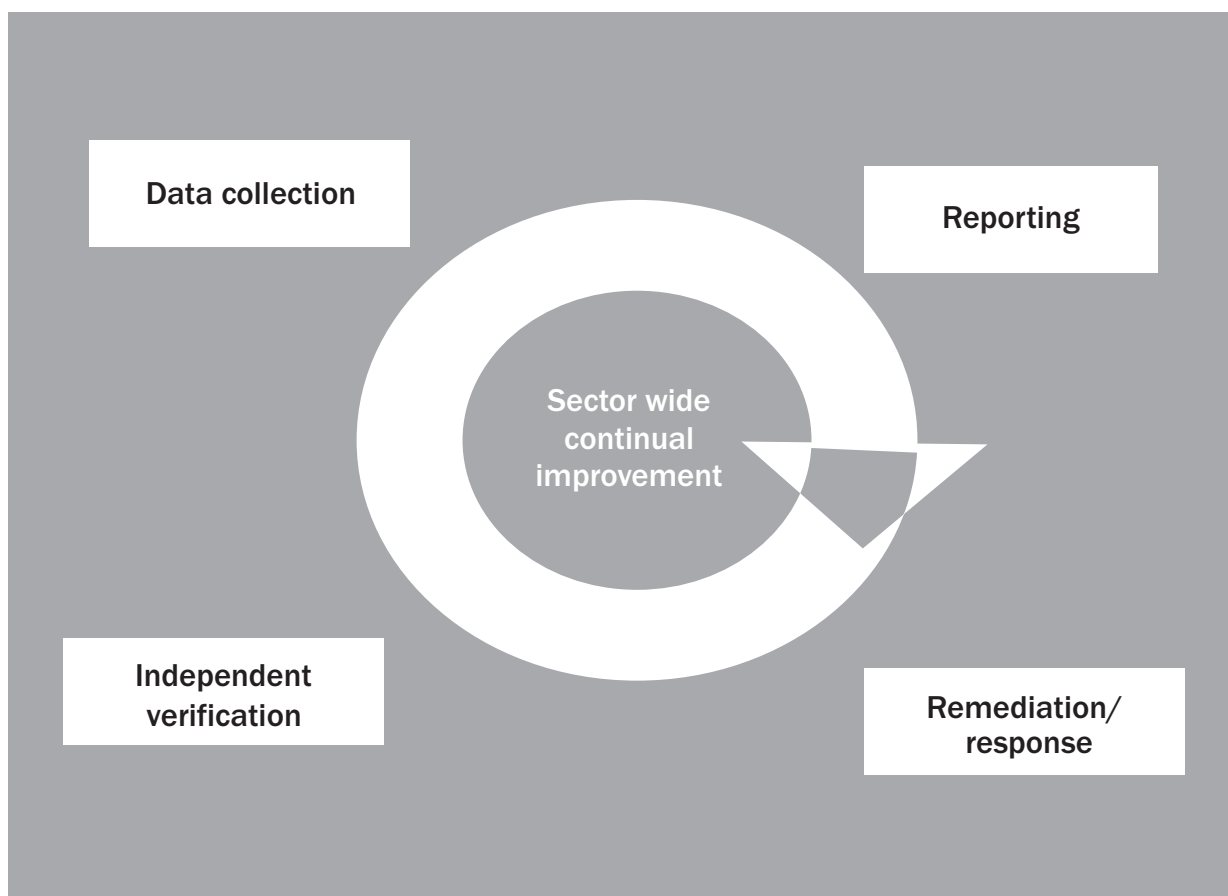 Data collection
Reporting
Sector wide
continual
improvement
Independent
verification
Remediation/
response